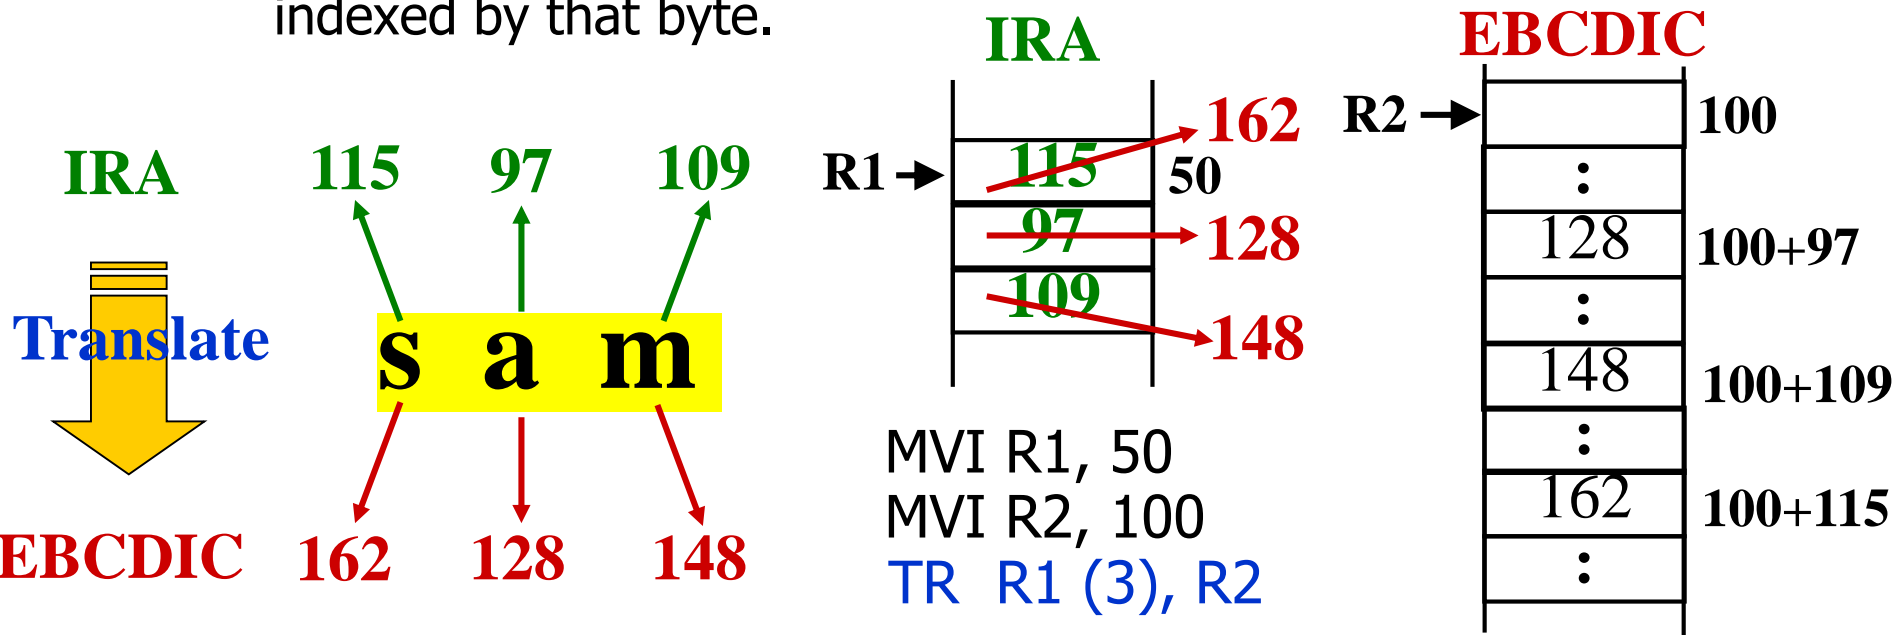 indexed by that byte.
IRA 115 97 109
Translate
s a m
EBCDIC 162 128 148
IRA
R1
115
50
97
109
162
128
148
MVI R1, 50
MVI R2, 100
TR R1 (3), R2
EBCDIC
R2
100
:
128 100+97
:
148 100+109
:
162 100+115
: